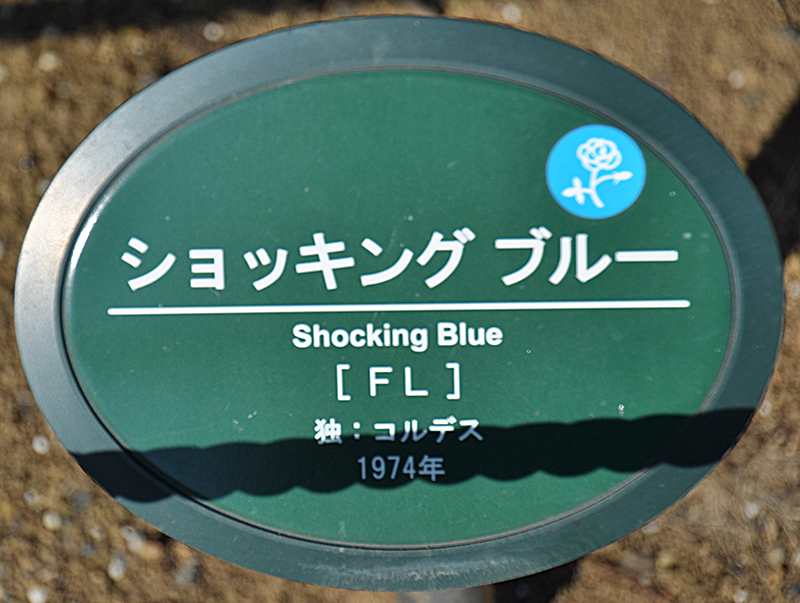 ショッキング ブルー
Shocking Blue
［ＦＬ］
独：コルデス
1974年